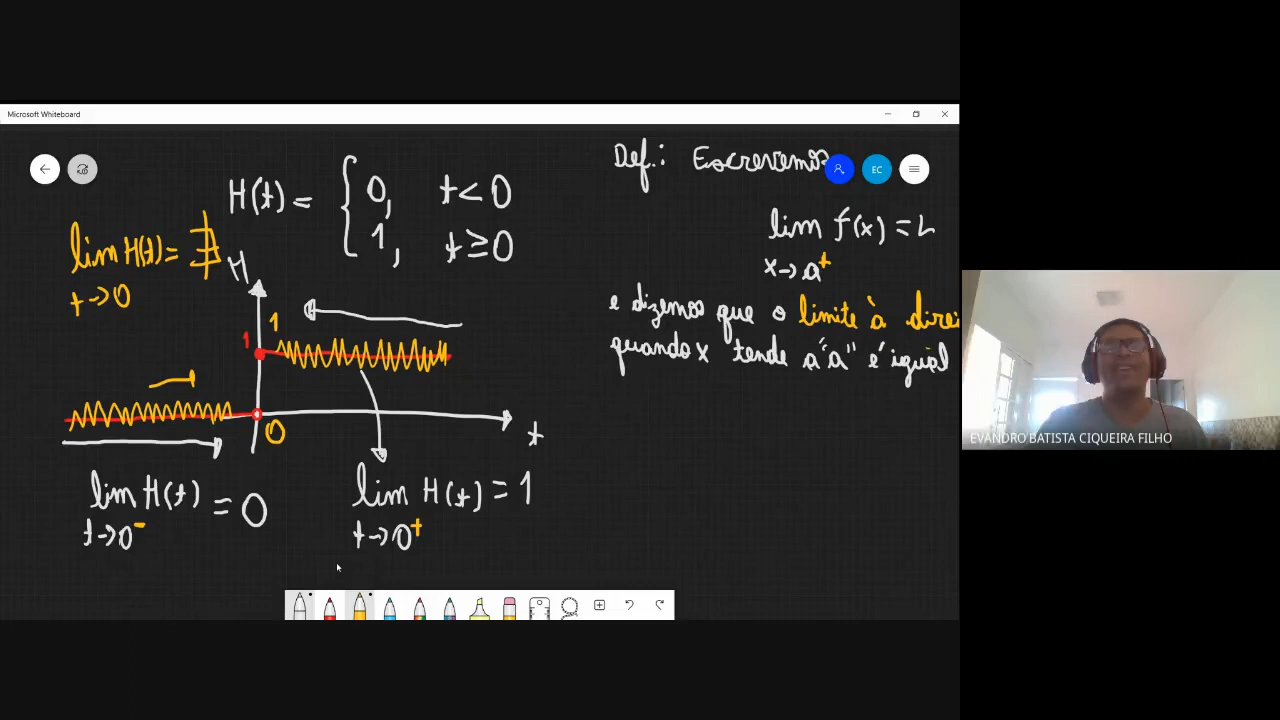 Microsoft Whiteboard
EC
H(t) = { 0, t < 0
1, t ≥ 0
lim H(t) = ∄
t→0
H
1
1
0
t
lim H(t) = 0
t→0⁻
lim H(t) = 1
t→0⁺
Def.: Escrevemos
lim f(x) = L
x→a⁺
e dizemos que o limite à direi
quando x tende a "a" é igual
EVANDRO BATISTA CIQUEIRA FILHO